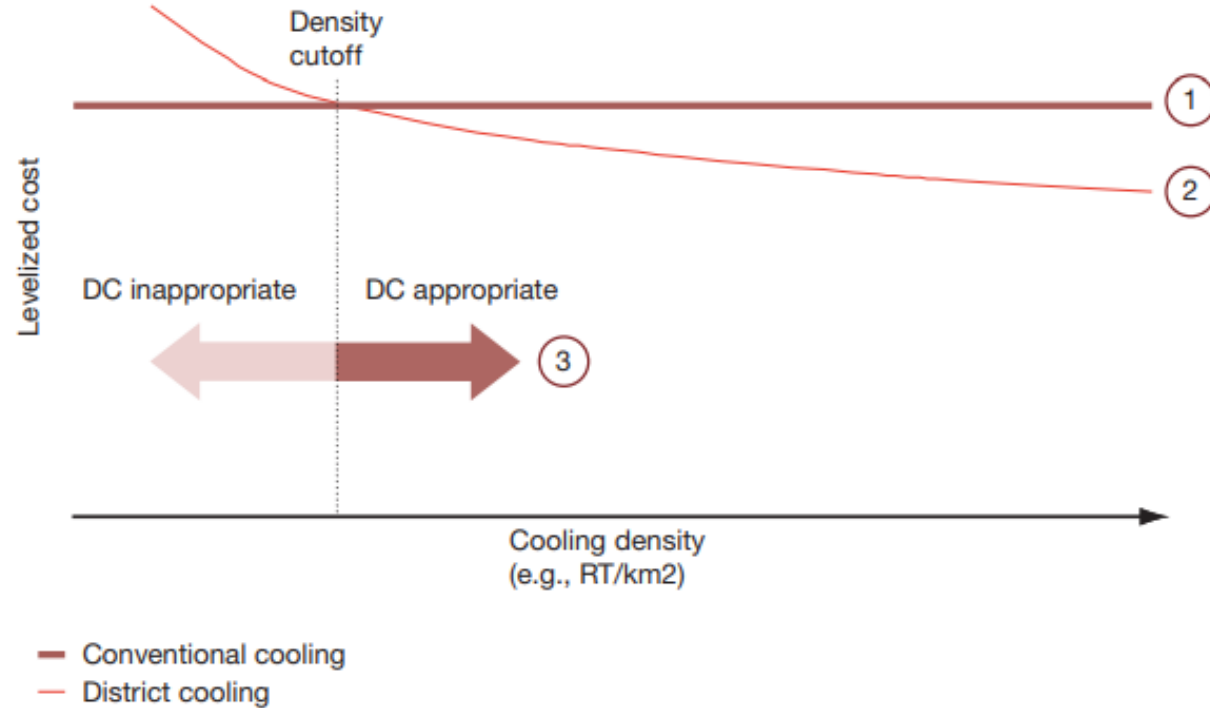 Density
cutoff
1
2
Levelized cost
DC inappropriate
DC appropriate
3
Cooling density
(e.g., RT/km2)
Conventional cooling
District cooling